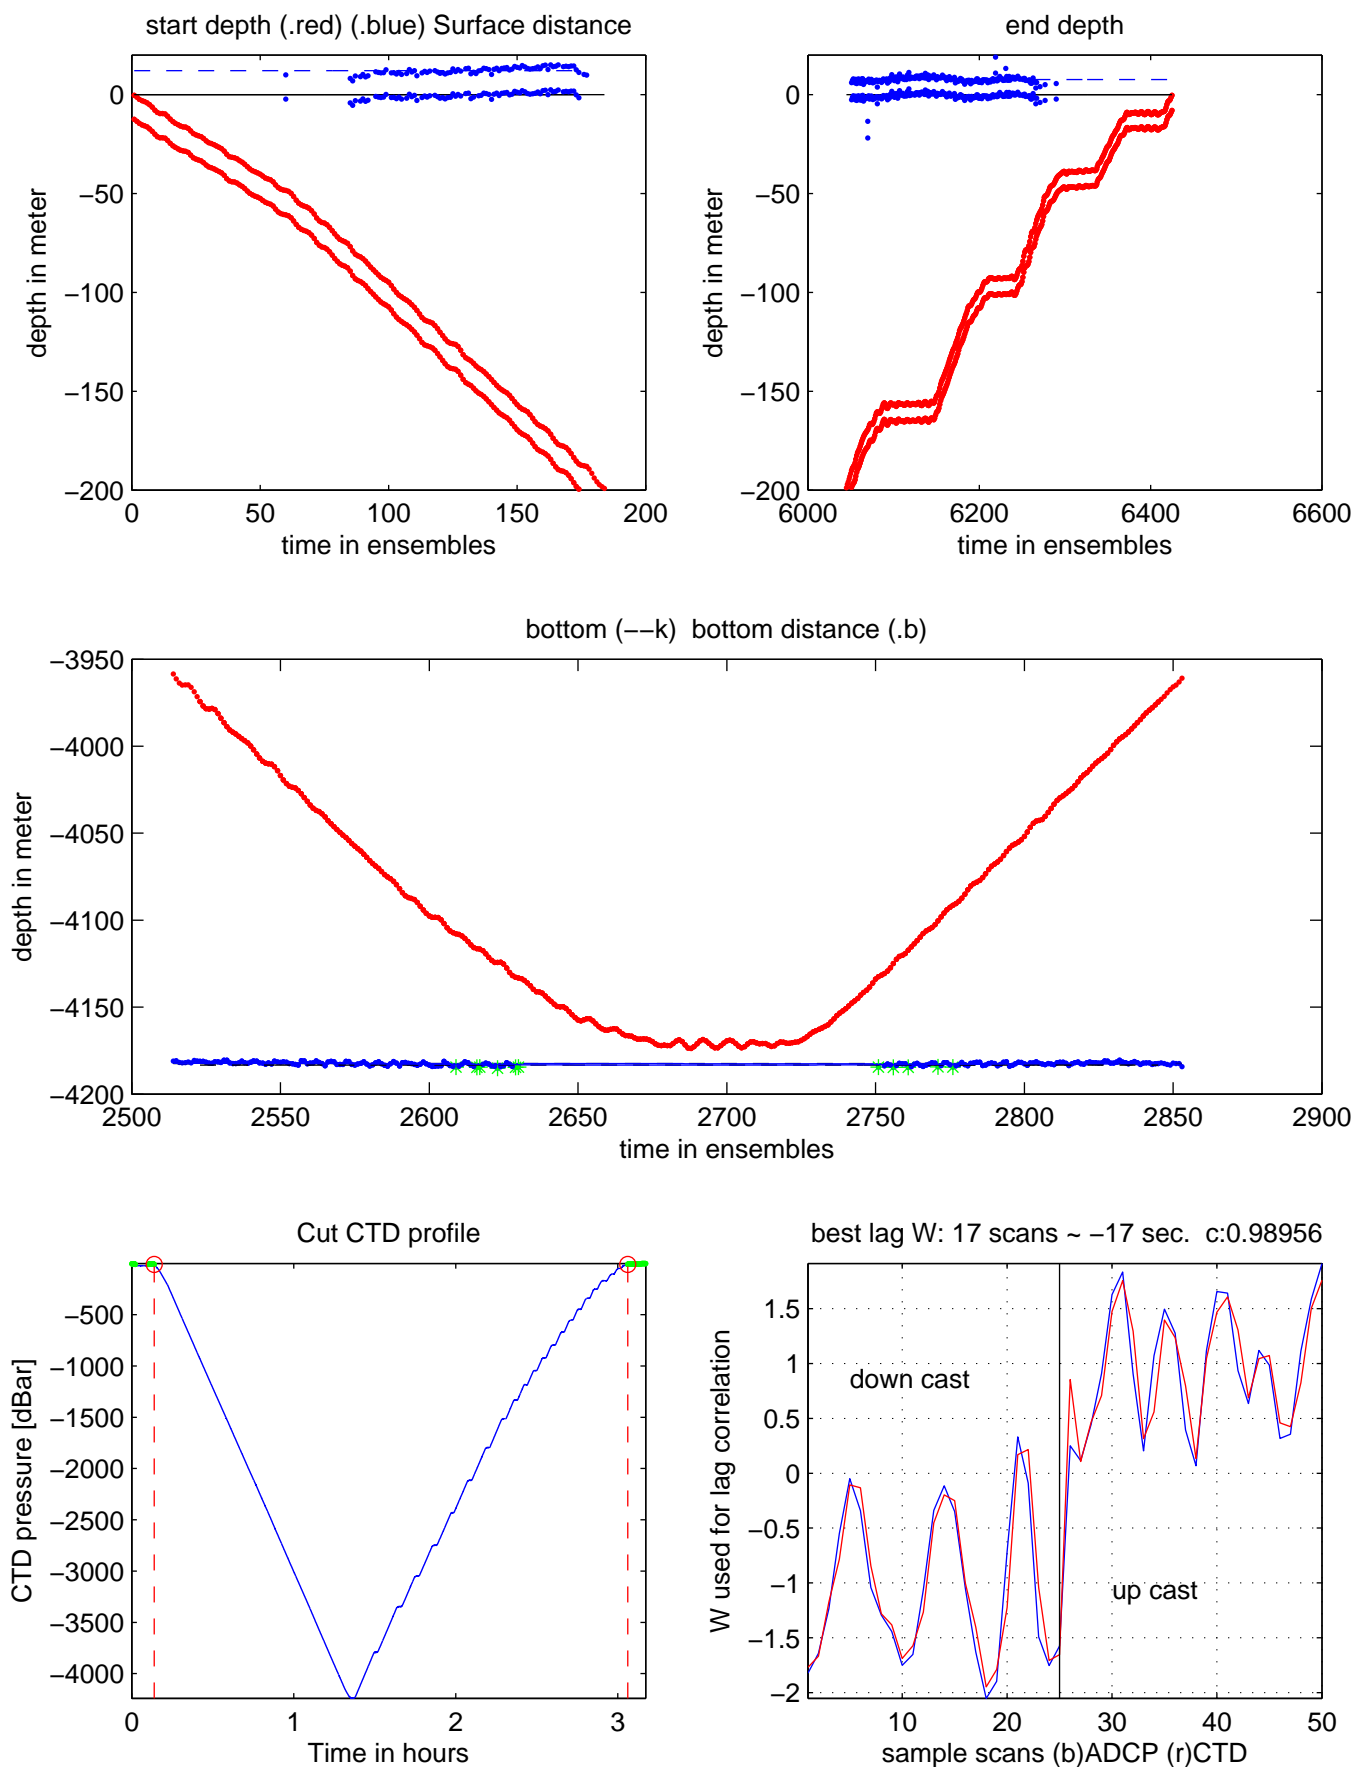 start depth (.red) (.blue) Surface distance
0
−50
−100
−150
−200
0 50 100 150 200
depth in meter
time in ensembles
end depth
0
−50
−100
−150
−200
6000 6200 6400 6600
depth in meter
time in ensembles
bottom (−−k)  bottom distance (.b)
−3950
−4000
−4050
−4100
−4150
−4200
2500 2550 2600 2650 2700 2750 2800 2850 2900
depth in meter
time in ensembles
Cut CTD profile
−500
−1000
−1500
−2000
−2500
−3000
−3500
−4000
0 1 2 3
CTD pressure [dBar]
Time in hours
best lag W: 17 scans ~ −17 sec.  c:0.98956
1.5
1
0.5
0
−0.5
−1
−1.5
−2
10 20 30 40 50
down cast
up cast
W used for lag correlation
sample scans (b)ADCP (r)CTD